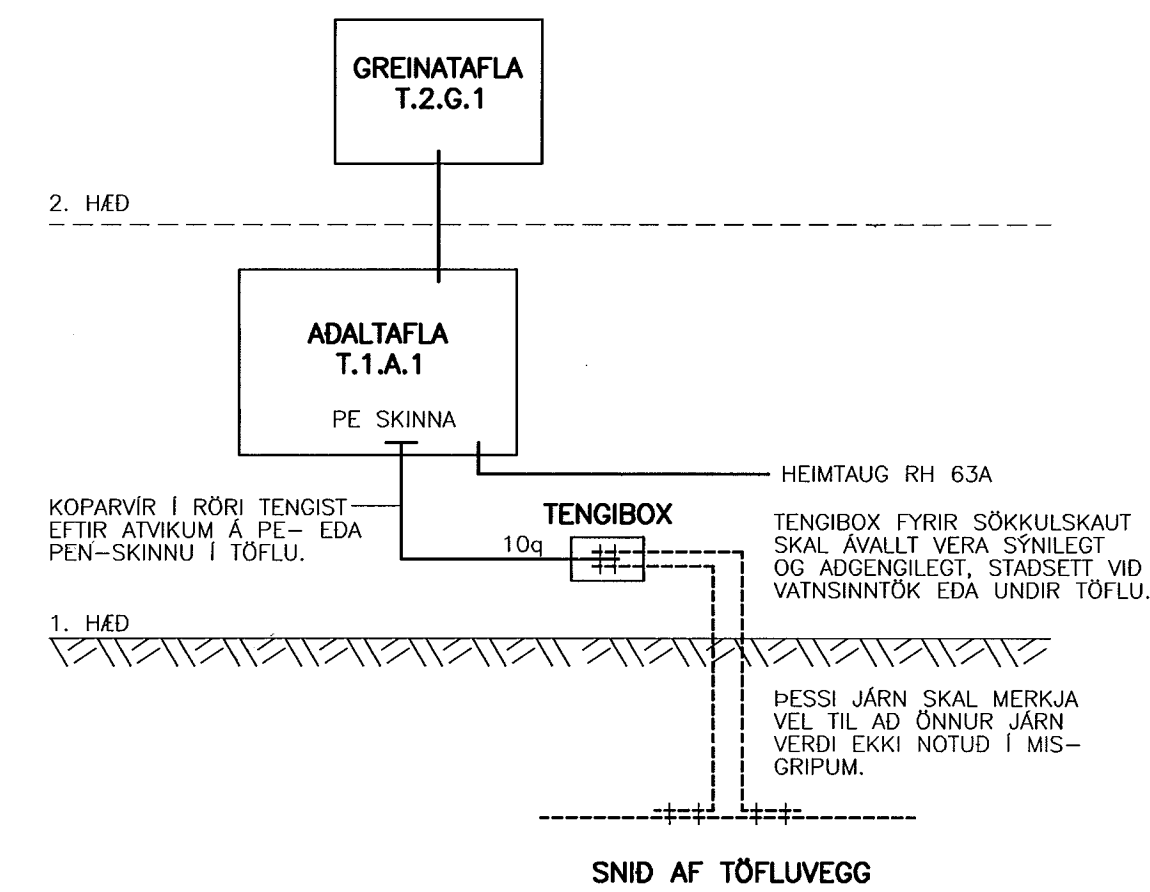 GREINATAFLA
T.2.G.1
2. HÆÐ
AÐALTAFLA
T.1.A.1
PE SKINNA
HEIMTAUG RH 63A
KOPARVÍR Í RÖRI TENGIST
EFTIR ATVIKUM Á PE– EÐA
PEN–SKINNU Í TÖFLU.
TENGIBOX
10q
TENGIBOX FYRIR SÖKKULSKAUT
SKAL ÁVALLT VERA SÝNILEGT
OG AÐGENGILEGT, STAÐSETT VIÐ
VATNSINNTÖK EÐA UNDIR TÖFLU.
1. HÆÐ
ÞESSI JÁRN SKAL MERKJA
VEL TIL AÐ ÖNNUR JÁRN
VERÐI EKKI NOTUÐ Í MIS–
GRIPUM.
SNIÐ AF TÖFLUVEGG